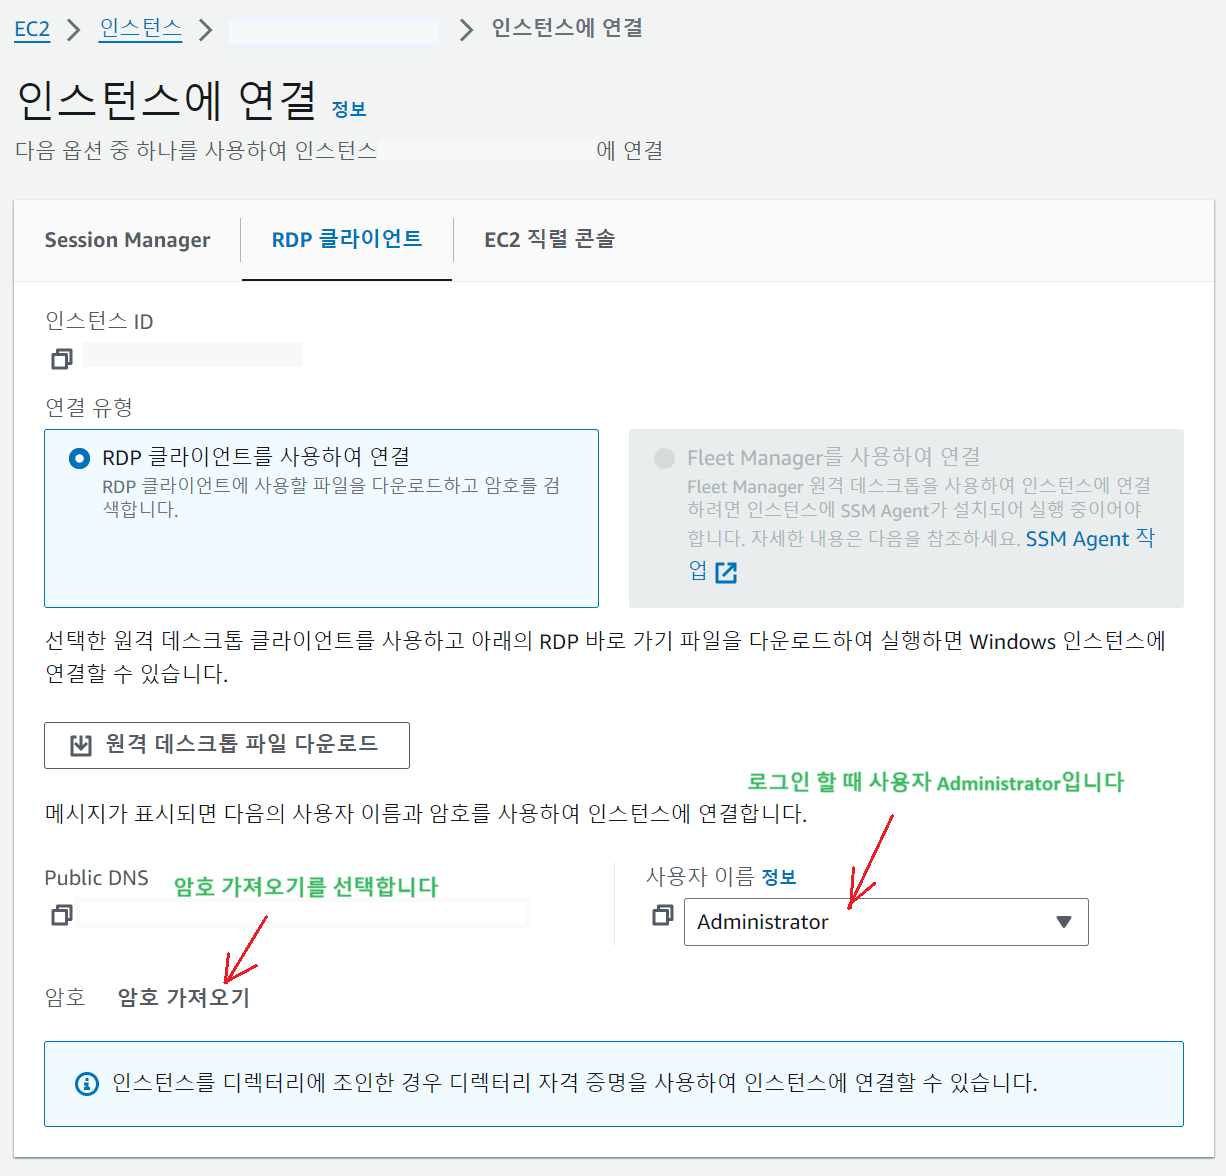 EC2 > 인스턴스 > > 인스턴스에 연결
인스턴스에 연결 정보
다음 옵션 중 하나를 사용하여 인스턴스 에 연결
Session Manager
RDP 클라이언트
EC2 직렬 콘솔
인스턴스 ID
연결 유형
RDP 클라이언트를 사용하여 연결
RDP 클라이언트에 사용할 파일을 다운로드하고 암호를 검
색합니다.
Fleet Manager를 사용하여 연결
Fleet Manager 원격 데스크톱을 사용하여 인스턴스에 연결
하려면 인스턴스에 SSM Agent가 설치되어 실행 중이어야
합니다. 자세한 내용은 다음을 참조하세요. SSM Agent 작
업
선택한 원격 데스크톱 클라이언트를 사용하고 아래의 RDP 바로 가기 파일을 다운로드하여 실행하면 Windows 인스턴스에
연결할 수 있습니다.
원격 데스크톱 파일 다운로드
로그인 할 때 사용자 Administrator입니다
메시지가 표시되면 다음의 사용자 이름과 암호를 사용하여 인스턴스에 연결합니다.
Public DNS
암호 가져오기를 선택합니다
사용자 이름 정보
Administrator
암호 암호 가져오기
인스턴스를 디렉터리에 조인한 경우 디렉터리 자격 증명을 사용하여 인스턴스에 연결할 수 있습니다.